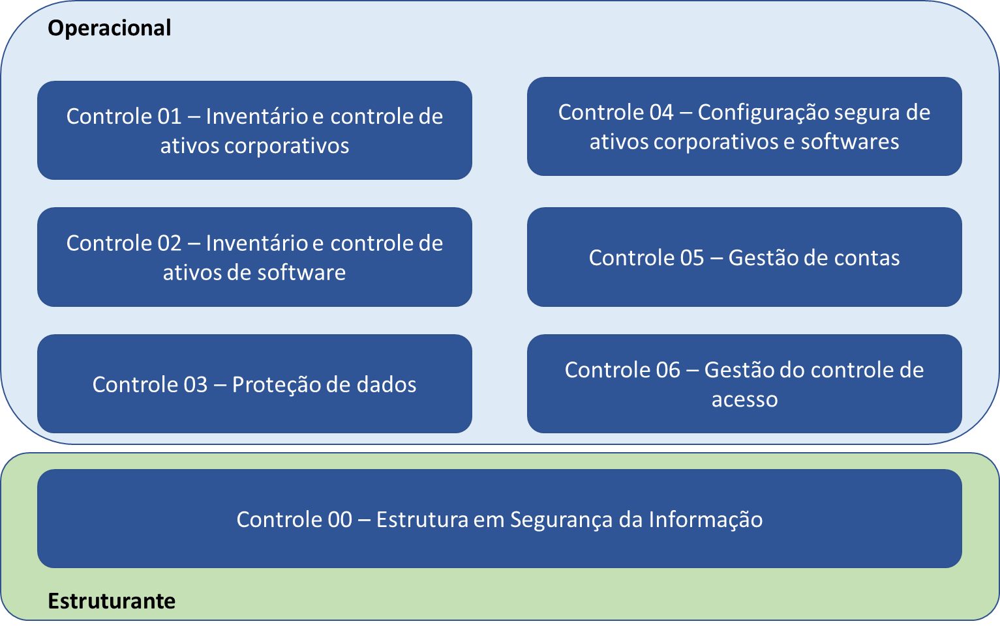 Operacional
Controle 01 – Inventário e controle de
ativos corporativos
Controle 04 – Configuração segura de
ativos corporativos e softwares
Controle 02 – Inventário e controle de
ativos de software
Controle 05 – Gestão de contas
Controle 03 – Proteção de dados
Controle 06 – Gestão do controle de
acesso
Controle 00 – Estrutura em Segurança da Informação
Estruturante